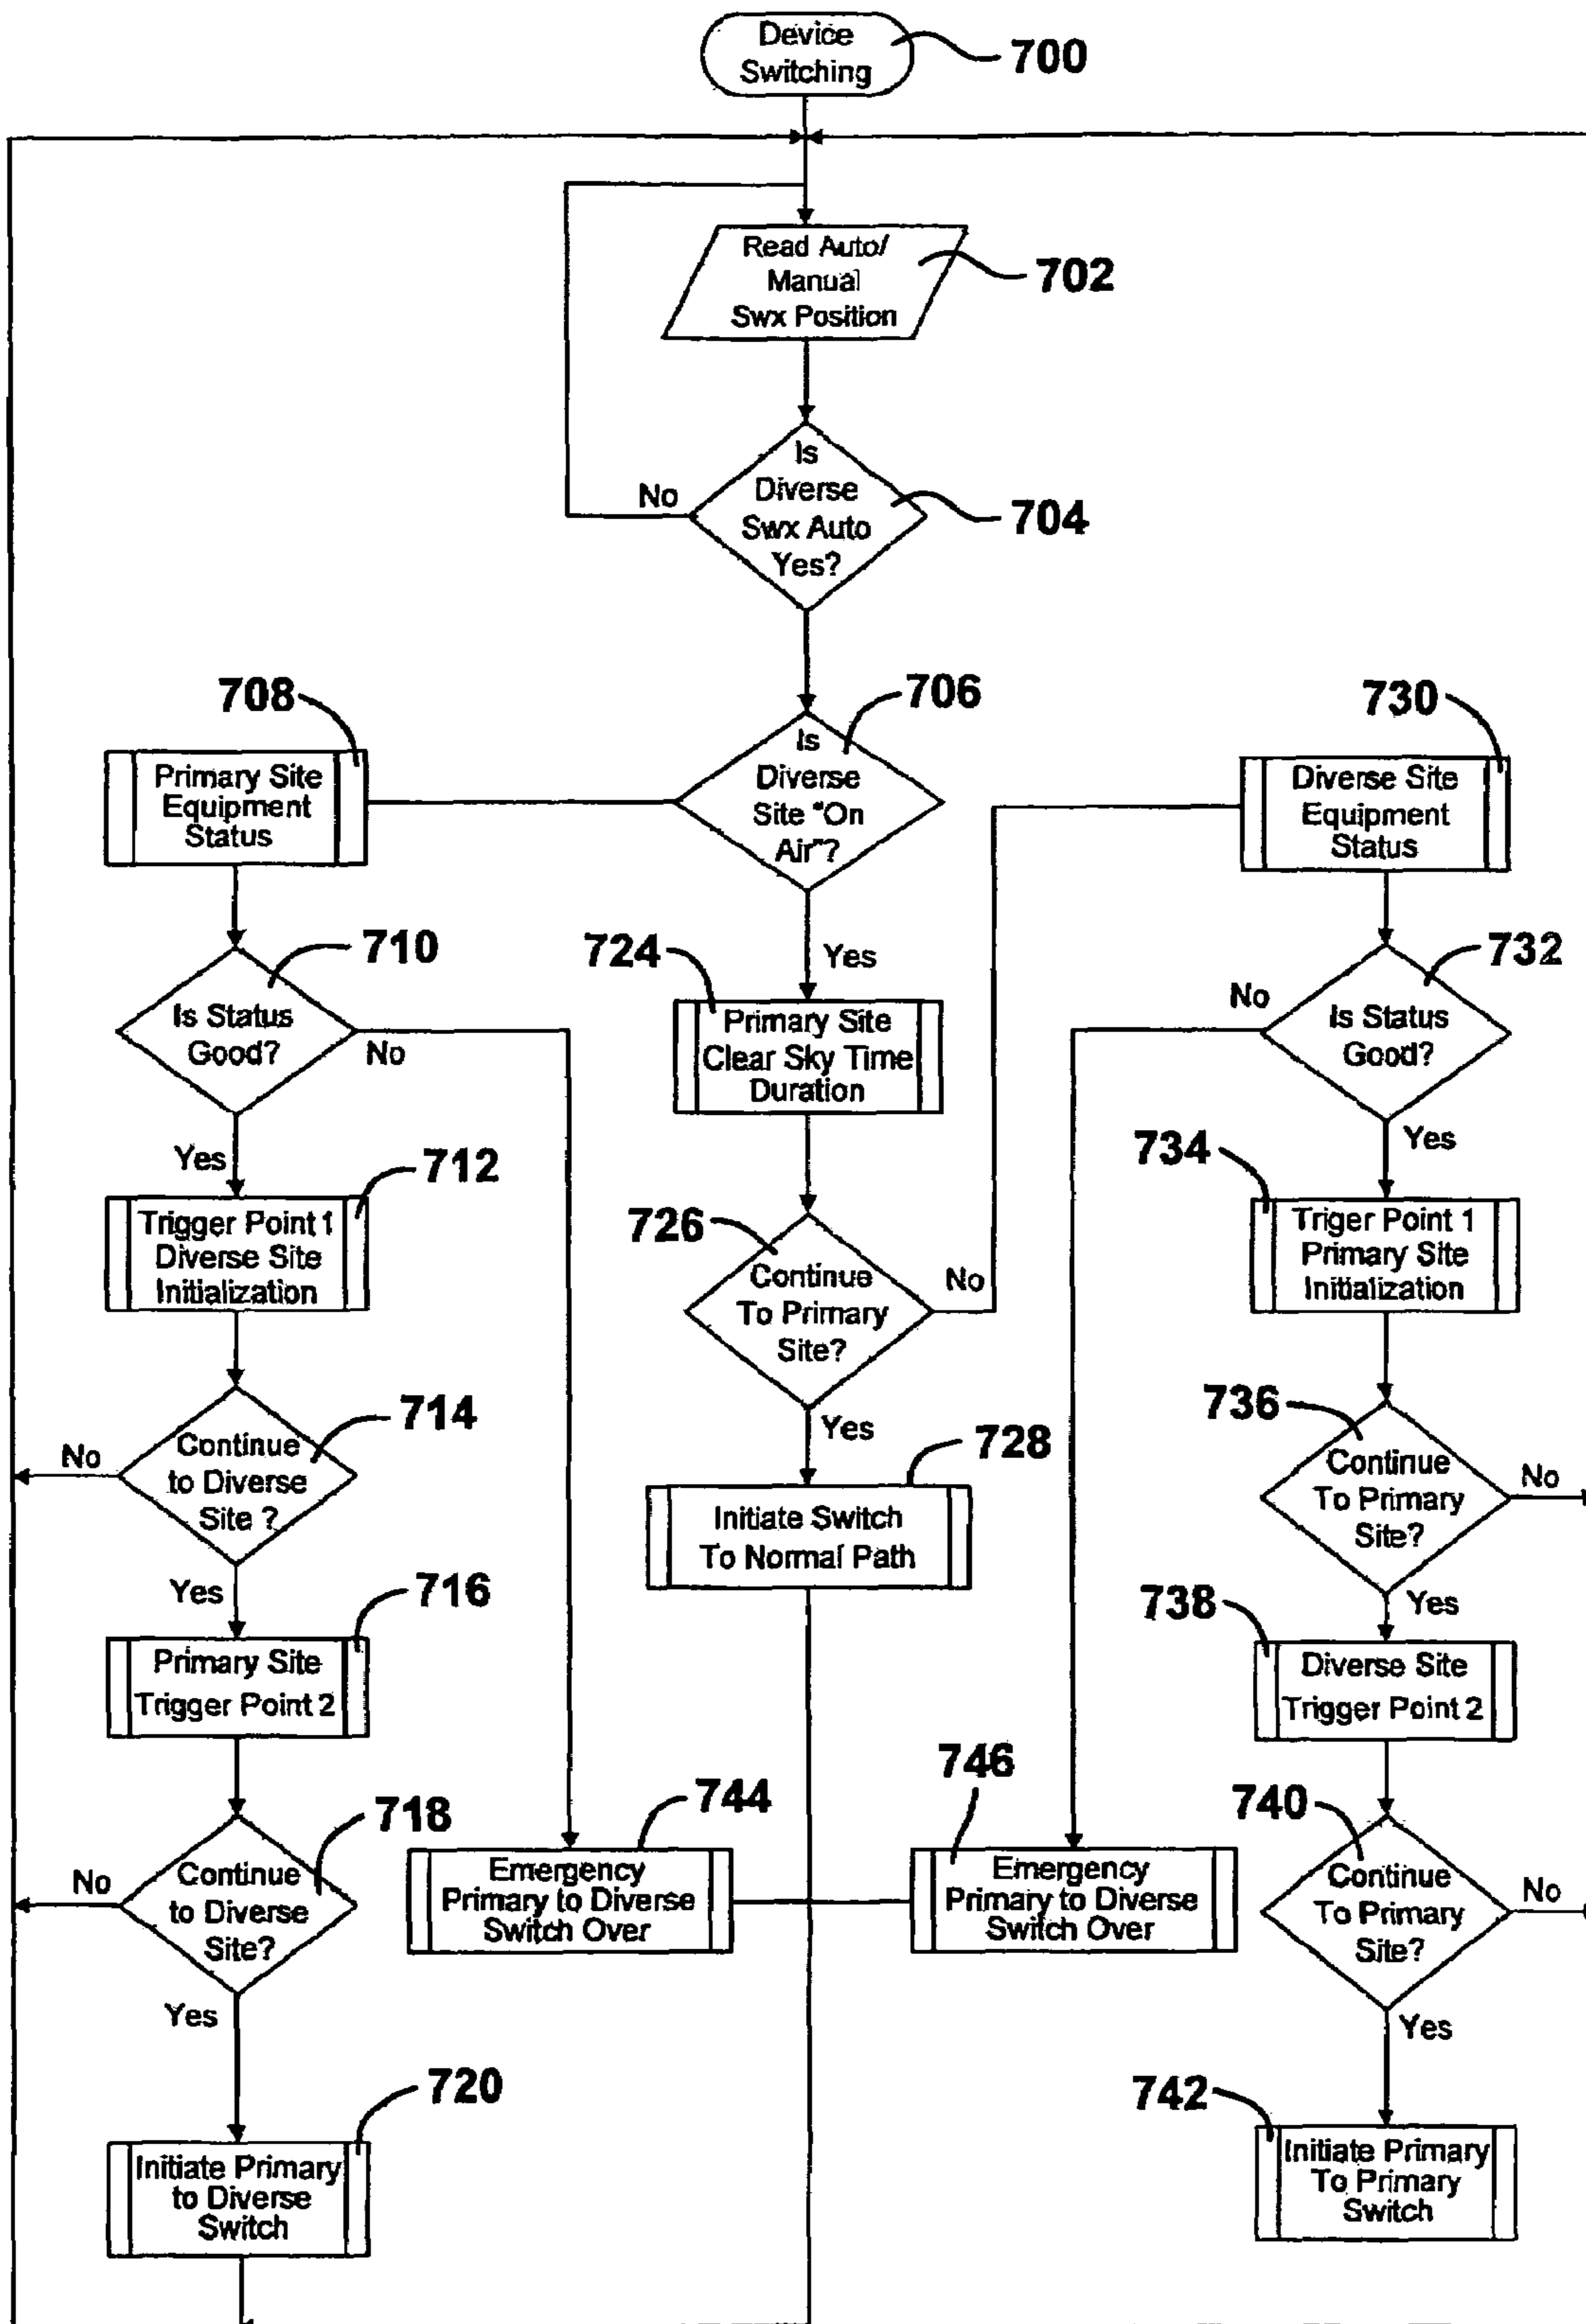 Device
Switching
700
Read Auto/
Manual
Swx Position
702
Is
Diverse
Swx Auto
Yes?
704
No
706
Is
Diverse
Site "On
Air"?
708
Primary Site
Equipment
Status
730
Diverse Site
Equipment
Status
710
Is Status
Good?
No
Yes
724
Yes
Primary Site
Clear Sky Time
Duration
732
No
Is Status
Good?
Yes
712
Trigger Point 1
Diverse Site
Initialization
726
Continue
To Primary
Site?
No
Yes
734
Triger Point 1
Primary Site
Initialization
714
Continue
to Diverse
Site ?
No
Yes
728
Initiate Switch
To Normal Path
736
Continue
To Primary
Site?
No
Yes
716
Primary Site
Trigger Point 2
738
Diverse Site
Trigger Point 2
718
Continue
to Diverse
Site?
No
Yes
744
Emergency
Primary to Diverse
Switch Over
746
Emergency
Primary to Diverse
Switch Over
740
Continue
To Primary
Site?
No
Yes
720
Initiate Primary
to Diverse
Switch
742
Initiate Primary
To Primary
Switch